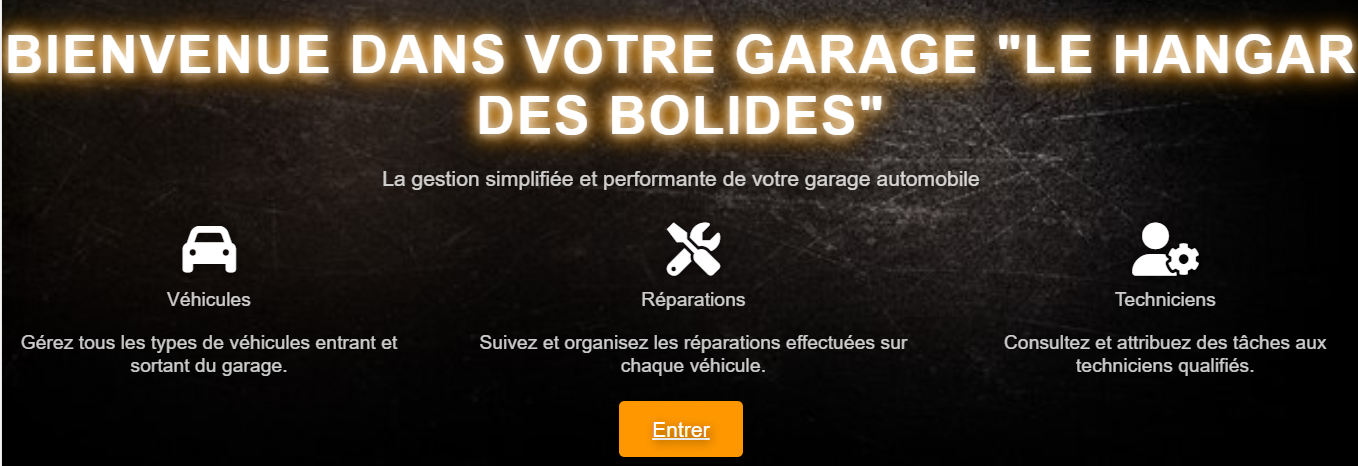 BIENVENUE DANS VOTRE GARAGE "LE HANGAR
DES BOLIDES"
La gestion simplifiée et performante de votre garage automobile
Véhicules
Gérez tous les types de véhicules entrant et
sortant du garage.
Réparations
Suivez et organisez les réparations effectuées sur
chaque véhicule.
Techniciens
Consultez et attribuez des tâches aux
techniciens qualifiés.
Entrer